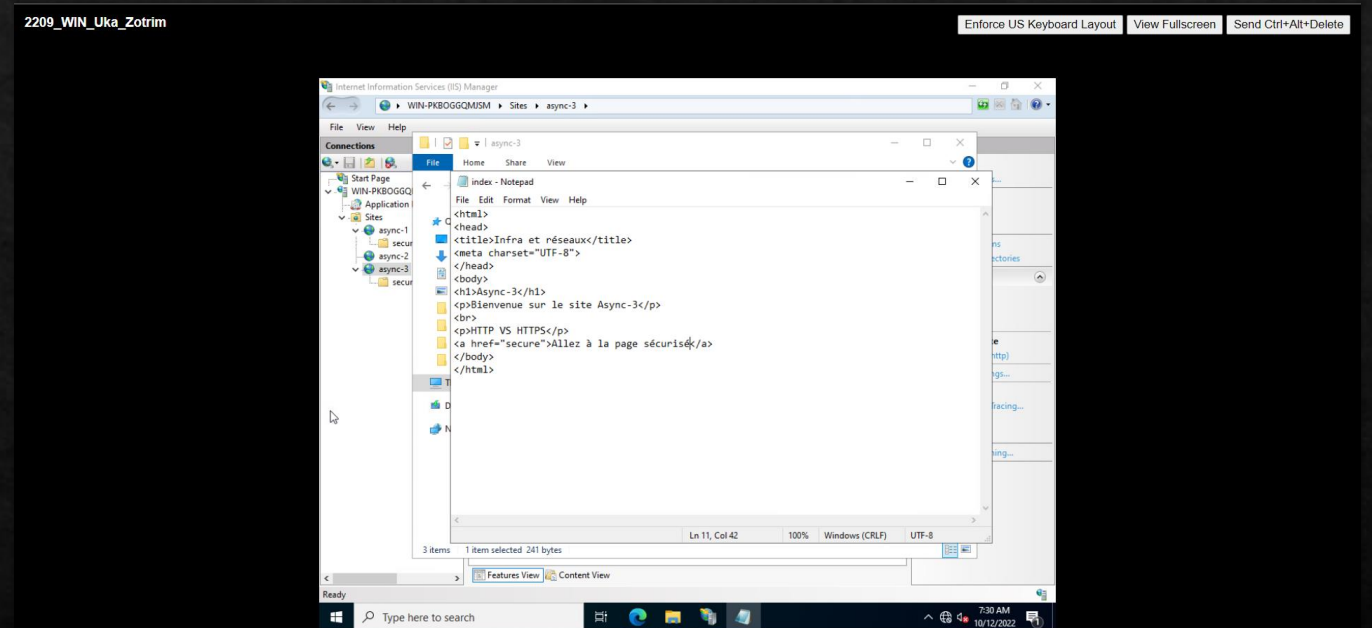 2209_WIN_Uka_Zotrim
Enforce US Keyboard Layout View Fullscreen Send Ctrl+Alt+Delete
Internet Information Services (IIS) Manager
WIN-PKBOGGQMJSM Sites async-3
File View Help
Connections
async-3
File Home Share View
Start Page
WIN-PKBOGGQ
Application
Sites
async-1
secur
async-2
async-3
secur
index - Notepad
File Edit Format View Help
<html>
<head>
<title>Infra et réseaux</title>
<meta charset="UTF-8">
</head>
<body>
<h1>Async-3</h1>
<p>Bienvenue sur le site Async-3</p>
<br>
<p>HTTP VS HTTPS</p>
<a href="secure">Allez à la page sécurisé</a>
</body>
</html>
Ln 11, Col 42 100% Windows (CRLF) UTF-8
3 items 1 item selected 241 bytes
Features View Content View
Ready
Type here to search
7:30 AM
10/12/2022